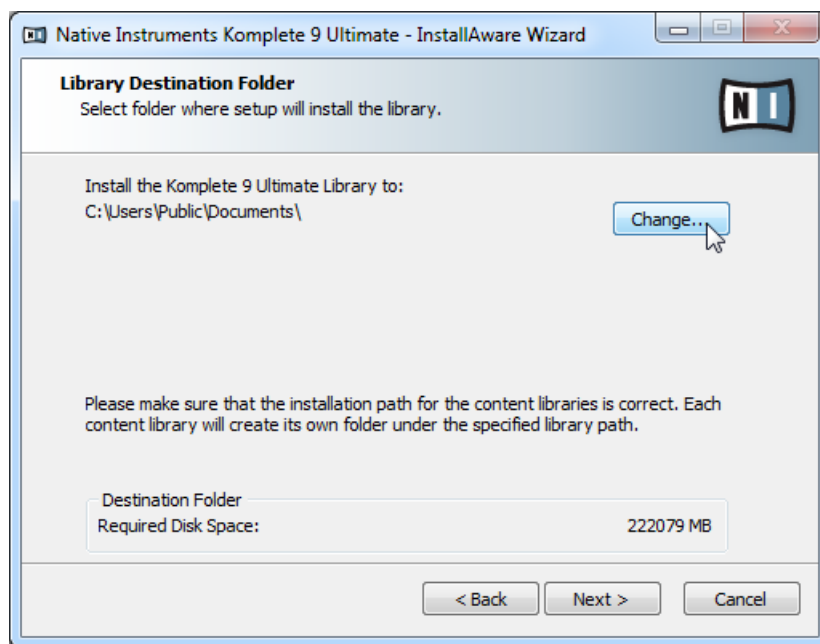 Native Instruments Komplete 9 Ultimate - InstallAware Wizard
Library Destination Folder
Select folder where setup will install the library.
N I
Install the Komplete 9 Ultimate Library to:
C:\Users\Public\Documents\
Change...
Please make sure that the installation path for the content libraries is correct. Each
content library will create its own folder under the specified library path.
Destination Folder
Required Disk Space: 222079 MB
< Back Next > Cancel